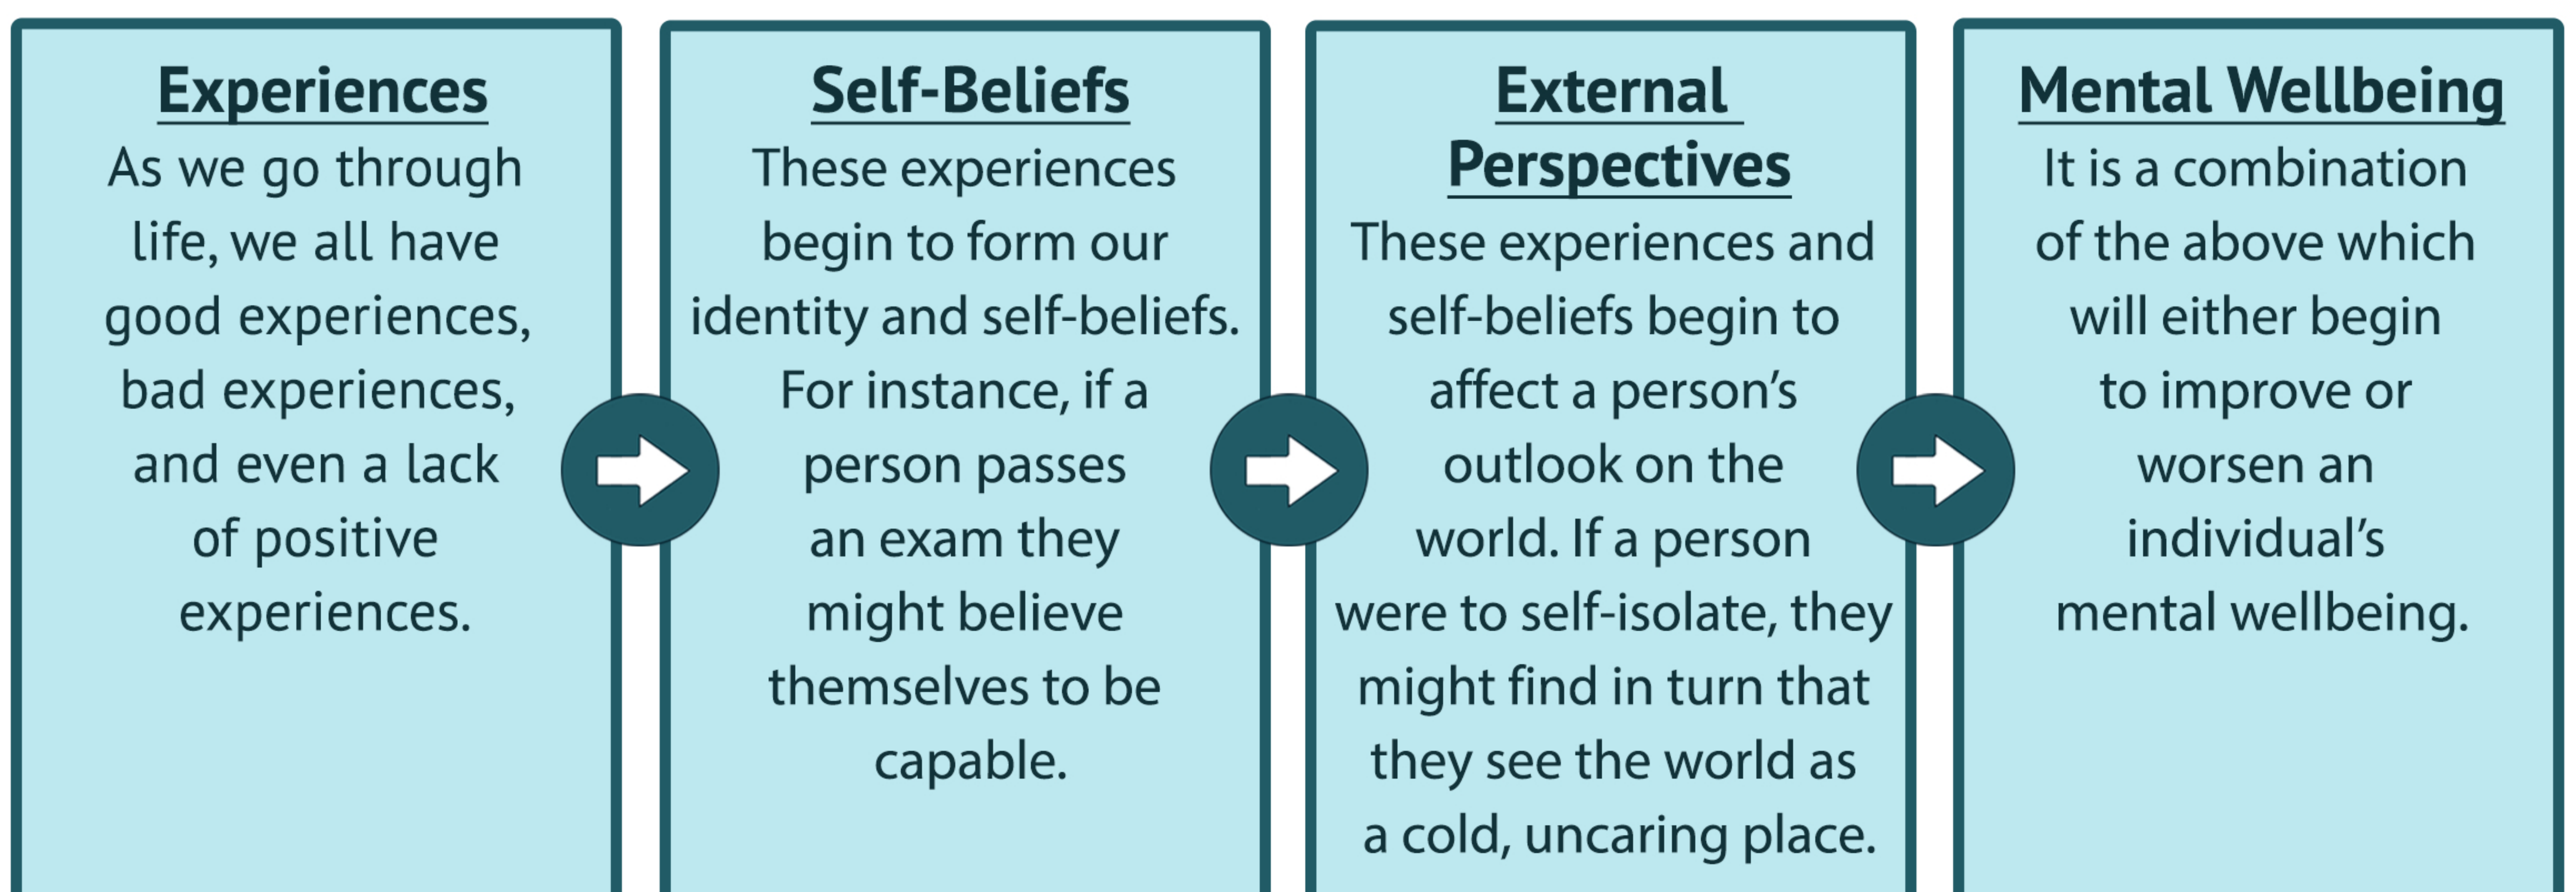 Experiences
As we go through
life, we all have
good experiences,
bad experiences,
and even a lack
of positive
experiences.
Self-Beliefs
These experiences
begin to form our
identity and self-beliefs.
For instance, if a
person passes
an exam they
might believe
themselves to be
capable.
External
Perspectives
These experiences and
self-beliefs begin to
affect a person’s
outlook on the
world. If a person
were to self-isolate, they
might find in turn that
they see the world as
a cold, uncaring place.
Mental Wellbeing
It is a combination
of the above which
will either begin
to improve or
worsen an
individual’s
mental wellbeing.